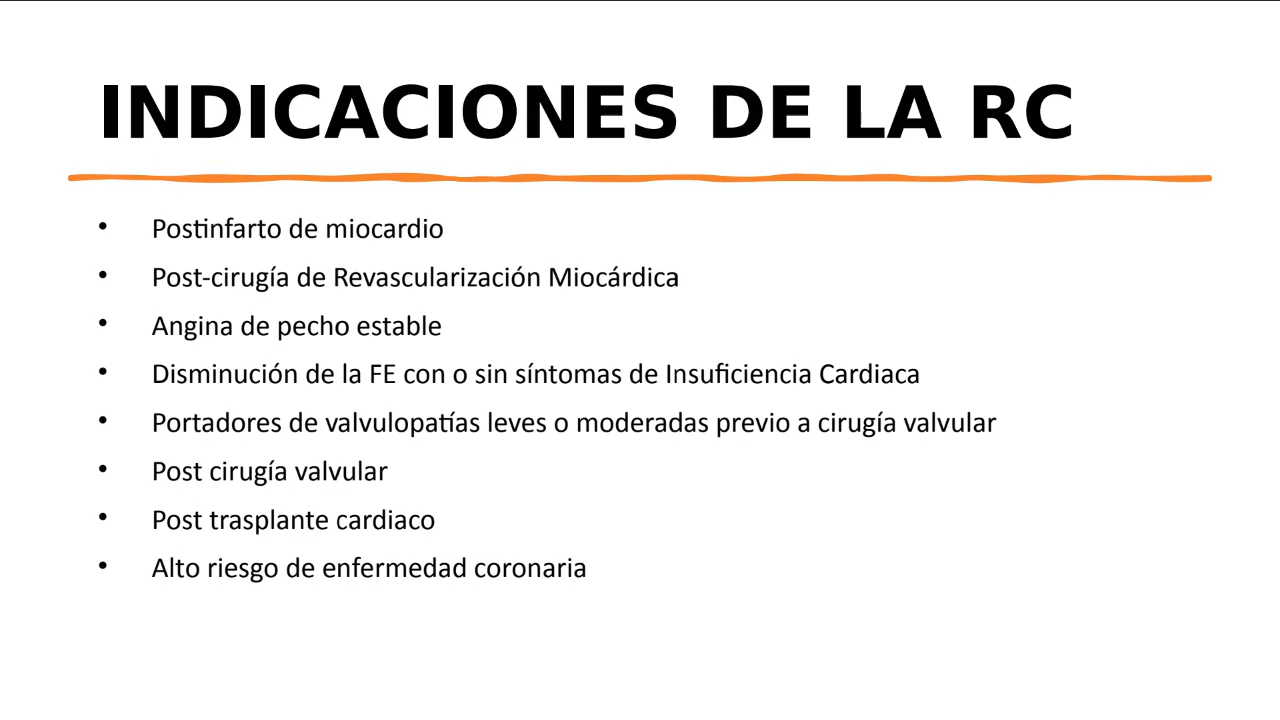 INDICACIONES DE LA RC
• Postinfarto de miocardio
• Post-cirugía de Revascularización Miocárdica
• Angina de pecho estable
• Disminución de la FE con o sin síntomas de Insuficiencia Cardiaca
• Portadores de valvulopatías leves o moderadas previo a cirugía valvular
• Post cirugía valvular
• Post trasplante cardiaco
• Alto riesgo de enfermedad coronaria